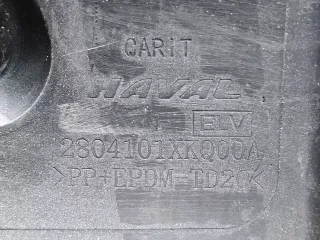 QARIT
HAVAL
ELV
2804101XKQ00A
>PP+EPDM-TD20<